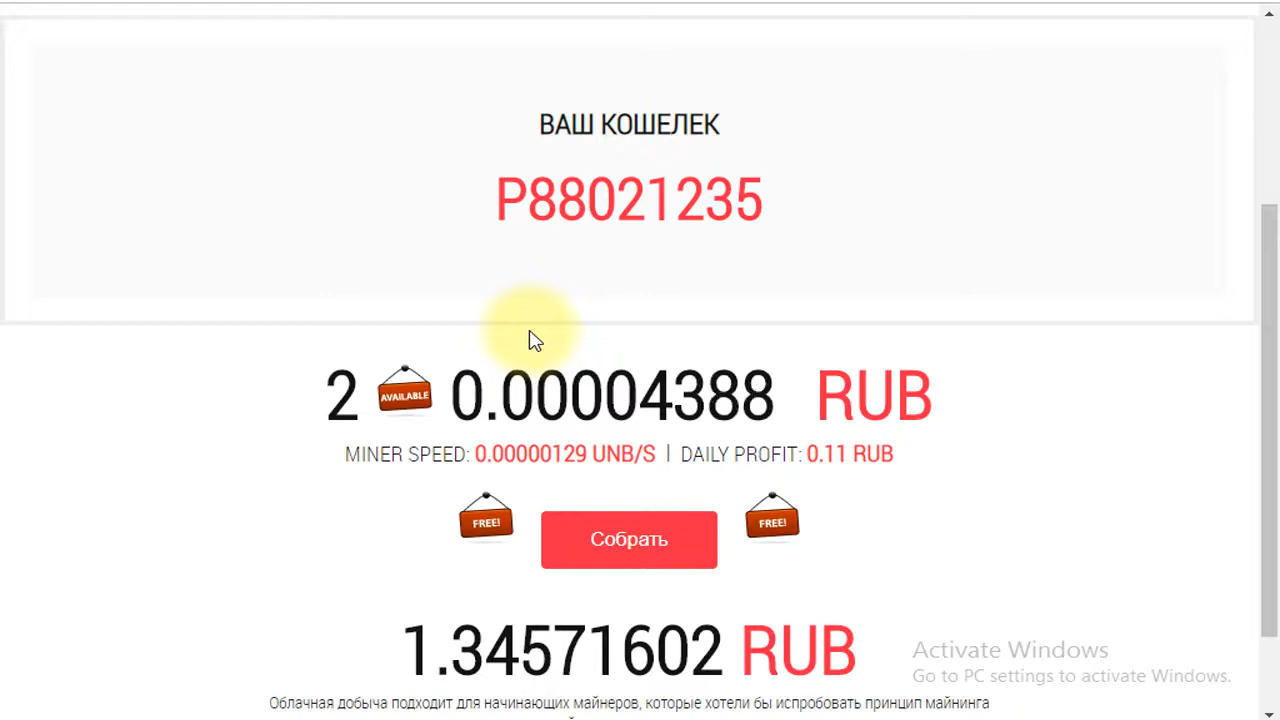 ВАШ КОШЕЛЕК
P88021235
2 AVAILABLE 0.00004388 RUB
MINER SPEED: 0.00000129 UNB/S | DAILY PROFIT: 0.11 RUB
FREE! Собрать FREE!
1.34571602 RUB
Activate Windows
Go to PC settings to activate Windows.
Облачная добыча подходит для начинающих майнеров, которые хотели бы испробовать принцип майнинга